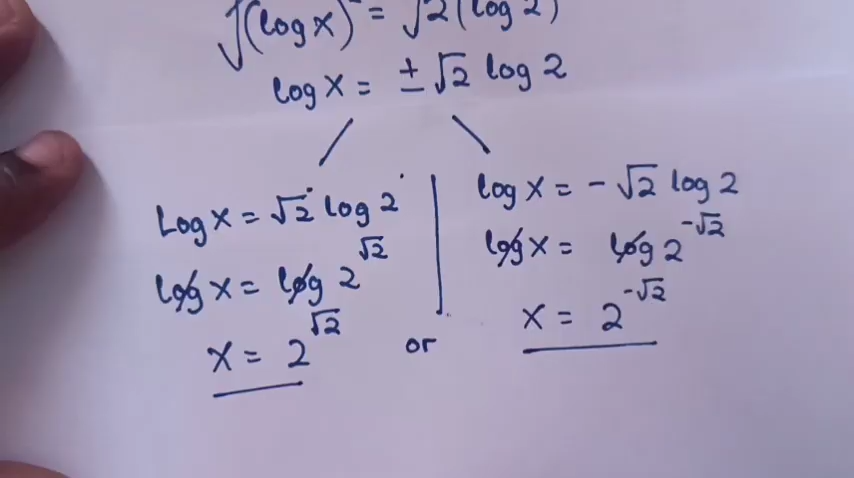 √(log x)² = √2(log 2)²
log x = ± √2 log 2
Log x = √2 log 2
log x = log 2^√2
x = 2^√2
or
log x = - √2 log 2
log x = log 2^-√2
x = 2^-√2